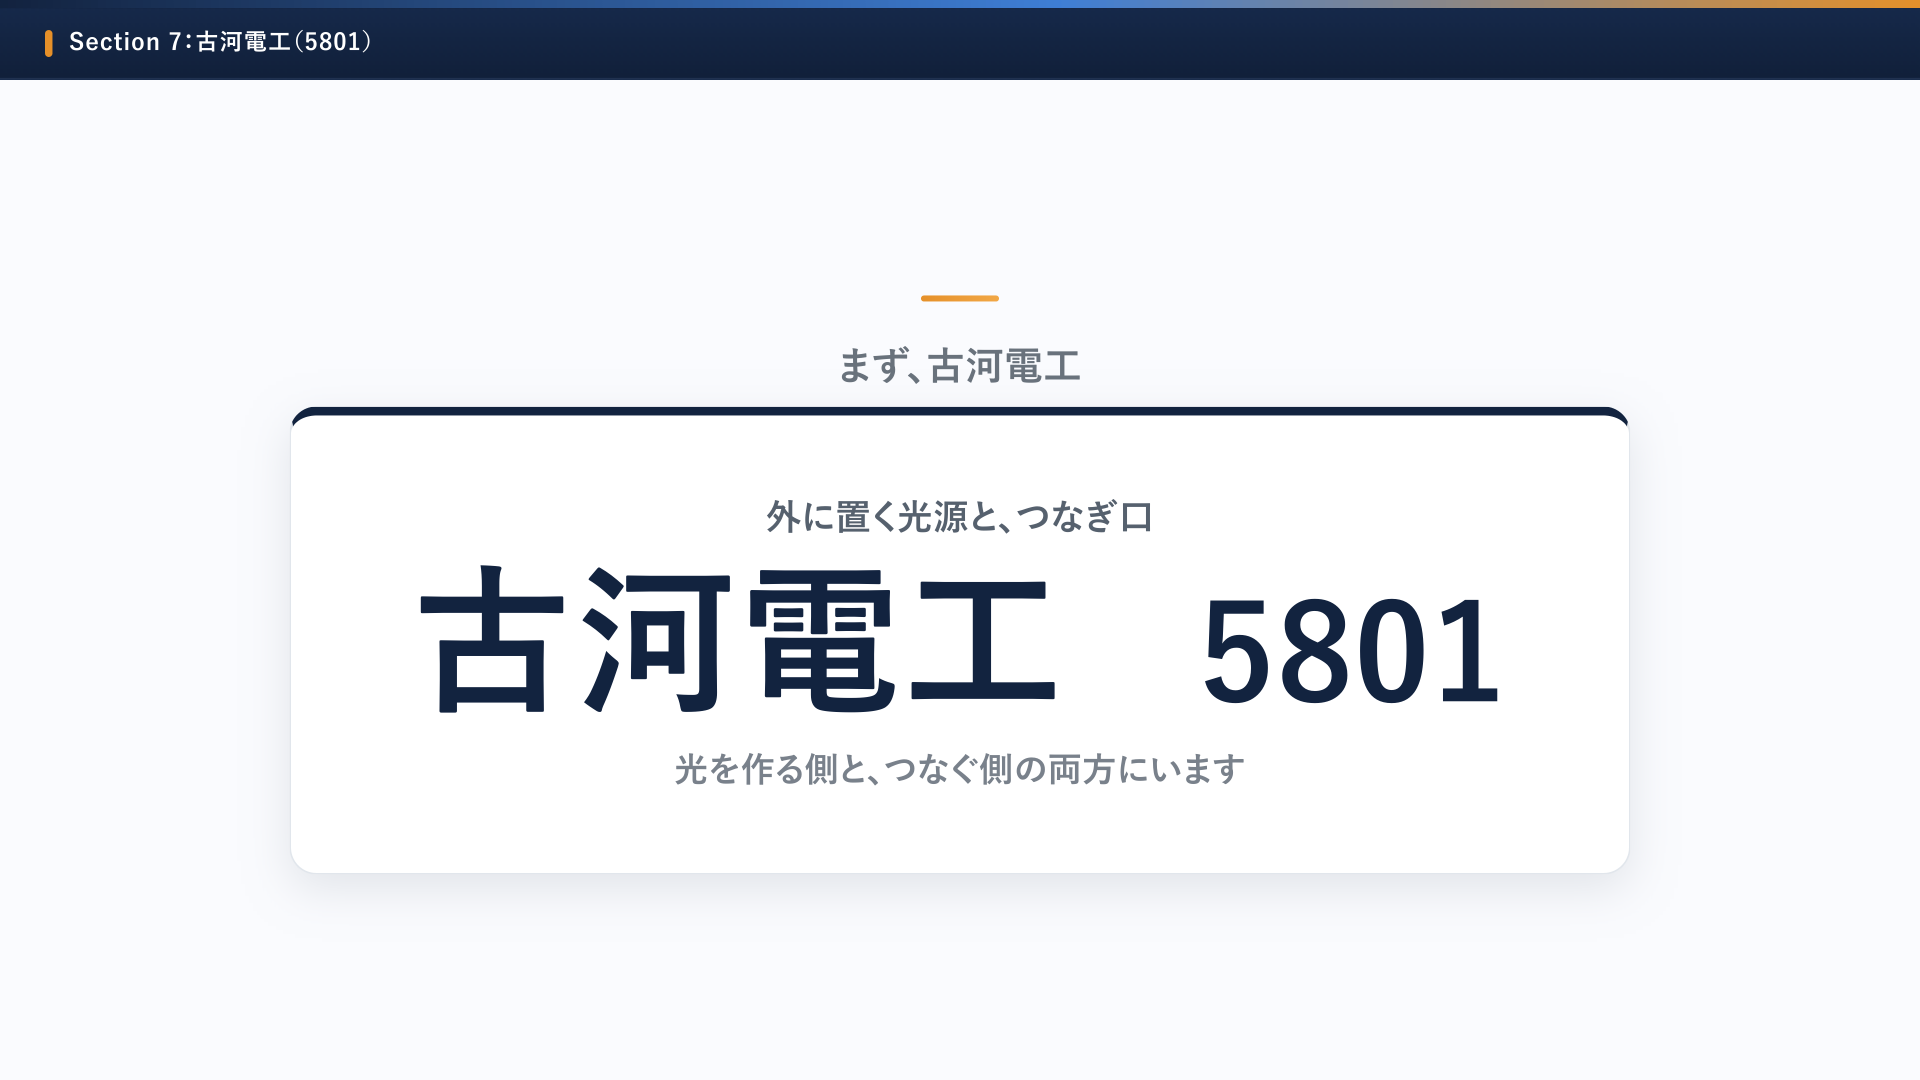 Section 7：古河電工（5801）
まず、古河電工
外に置く光源と、つなぎ口
古河電工　5801
光を作る側と、つなぐ側の両方にいます